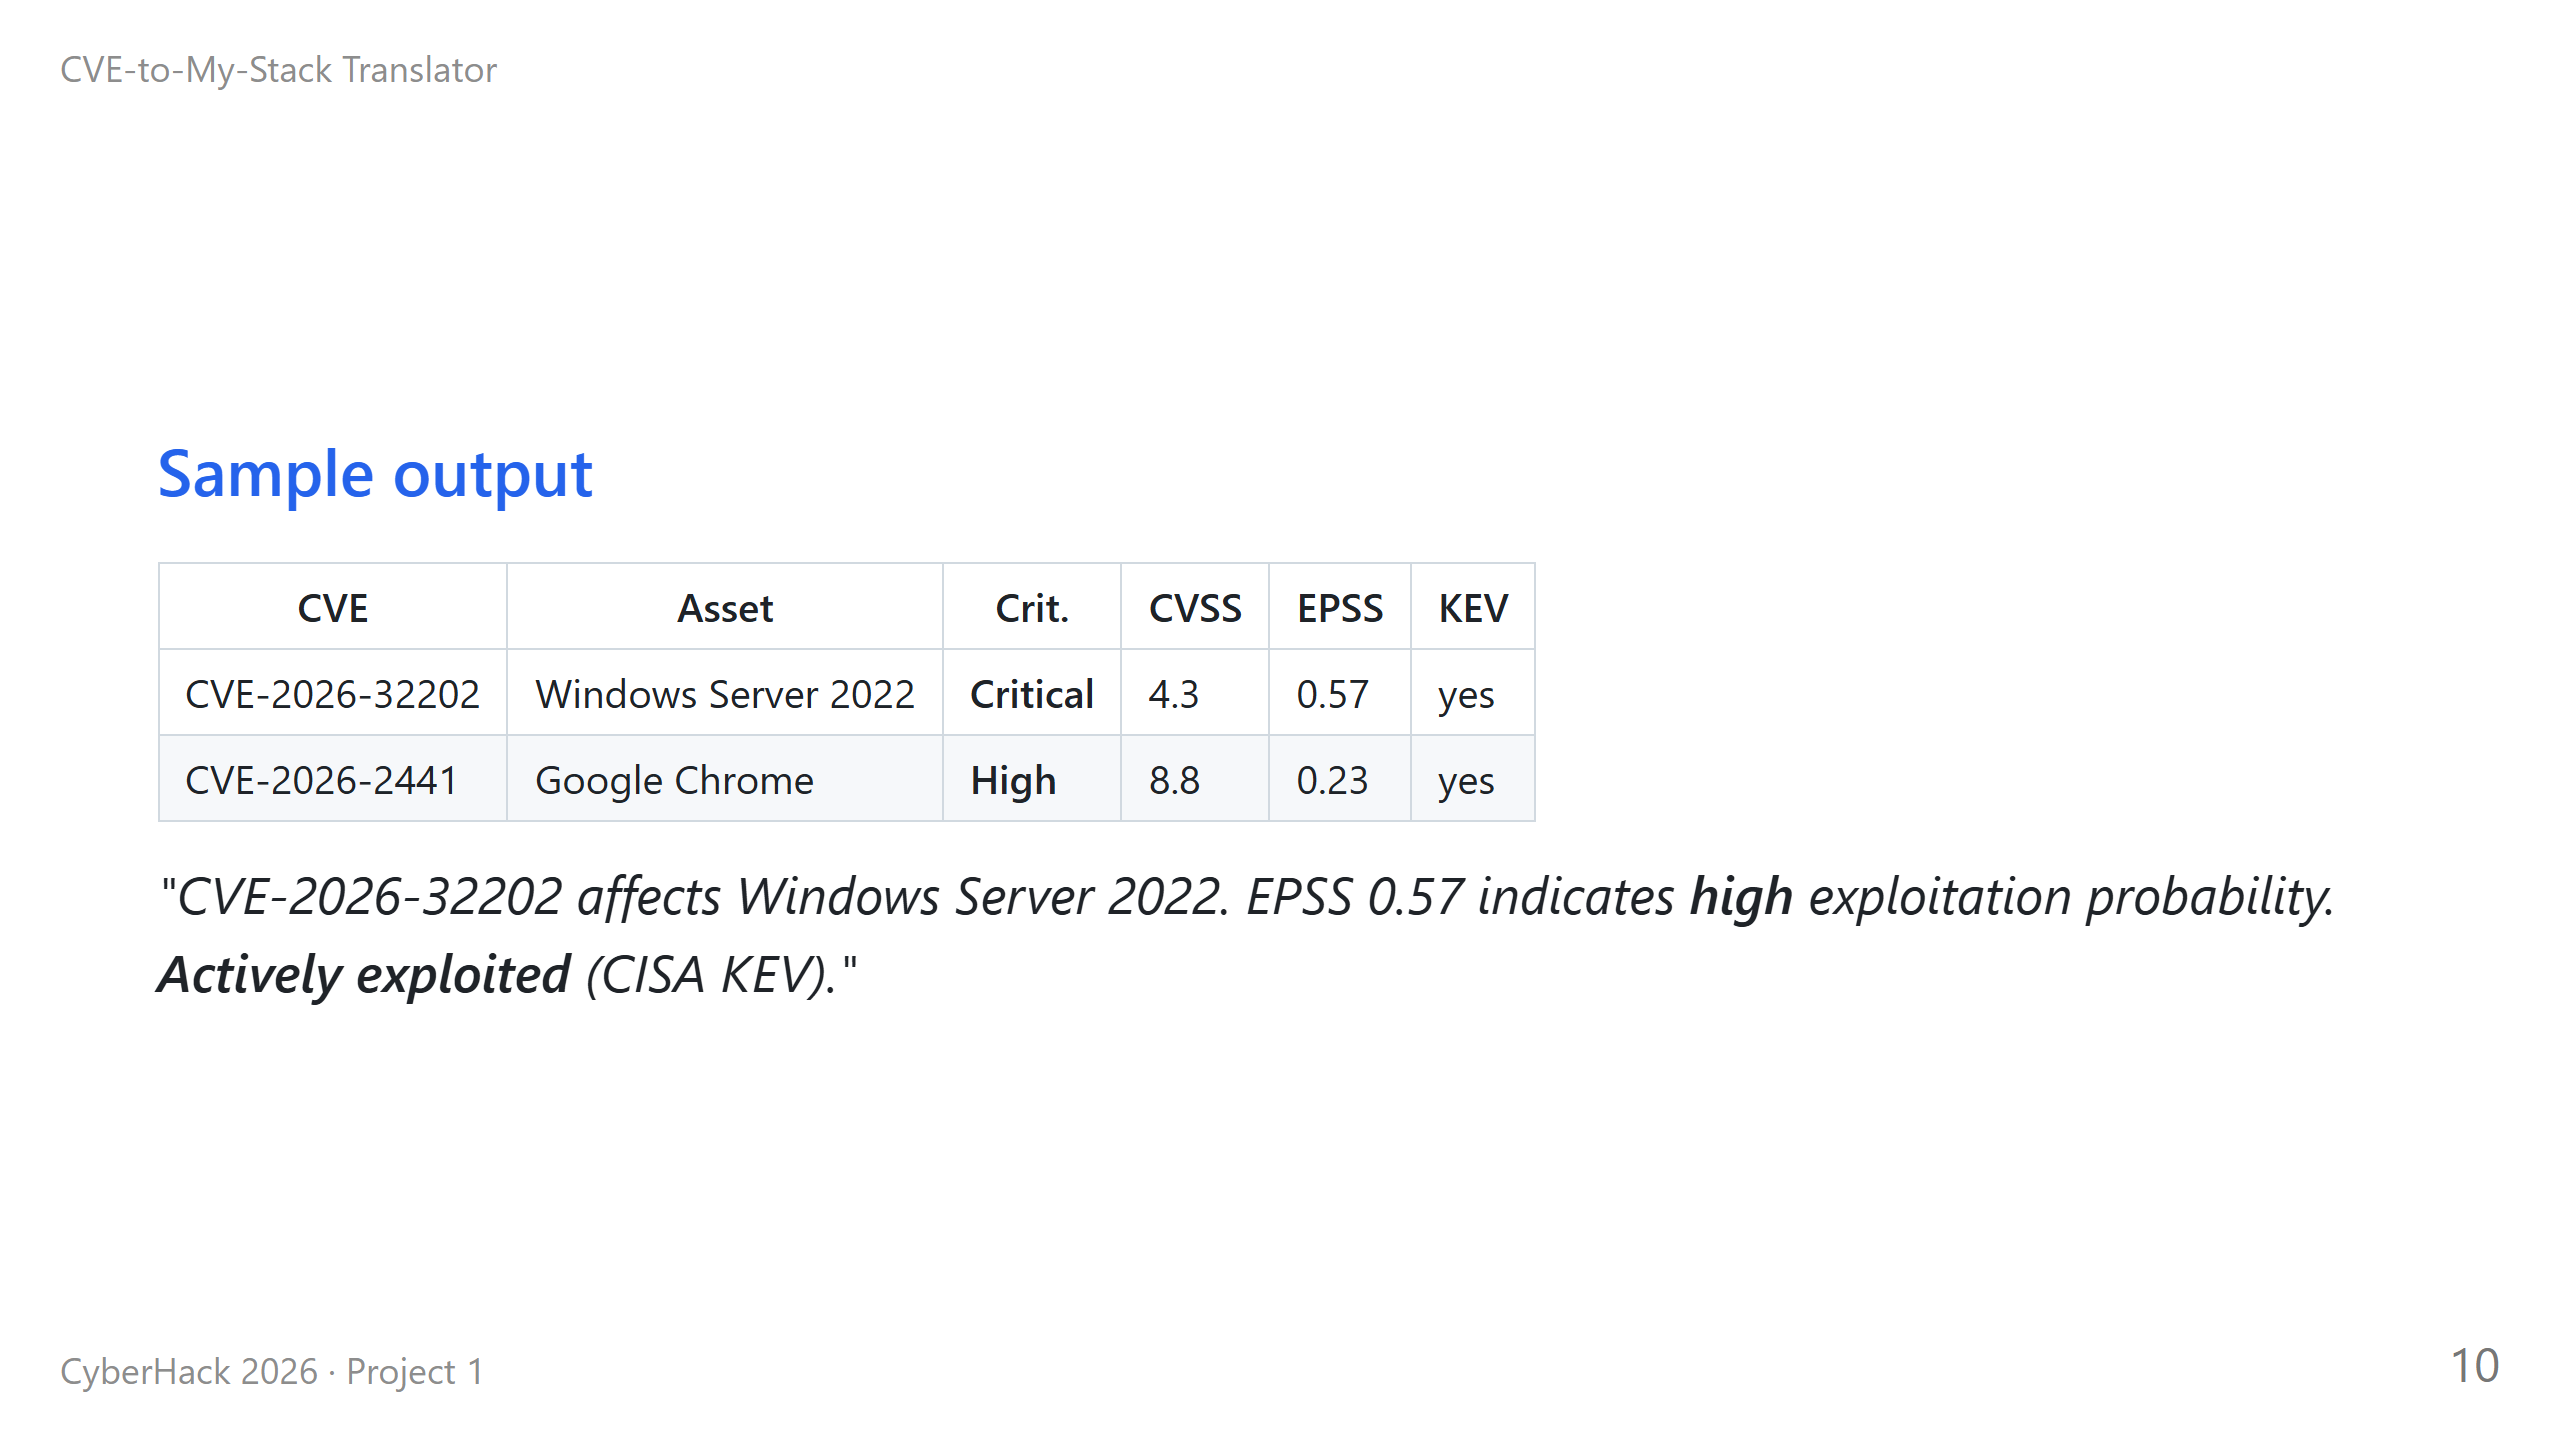 CVE-to-My-Stack Translator
Sample output
CVE Asset Crit. CVSS EPSS KEV
CVE-2026-32202 Windows Server 2022 Critical 4.3 0.57 yes
CVE-2026-2441 Google Chrome High 8.8 0.23 yes
"CVE-2026-32202 affects Windows Server 2022. EPSS 0.57 indicates high exploitation probability.
Actively exploited (CISA KEV)."
CyberHack 2026 · Project 1
10